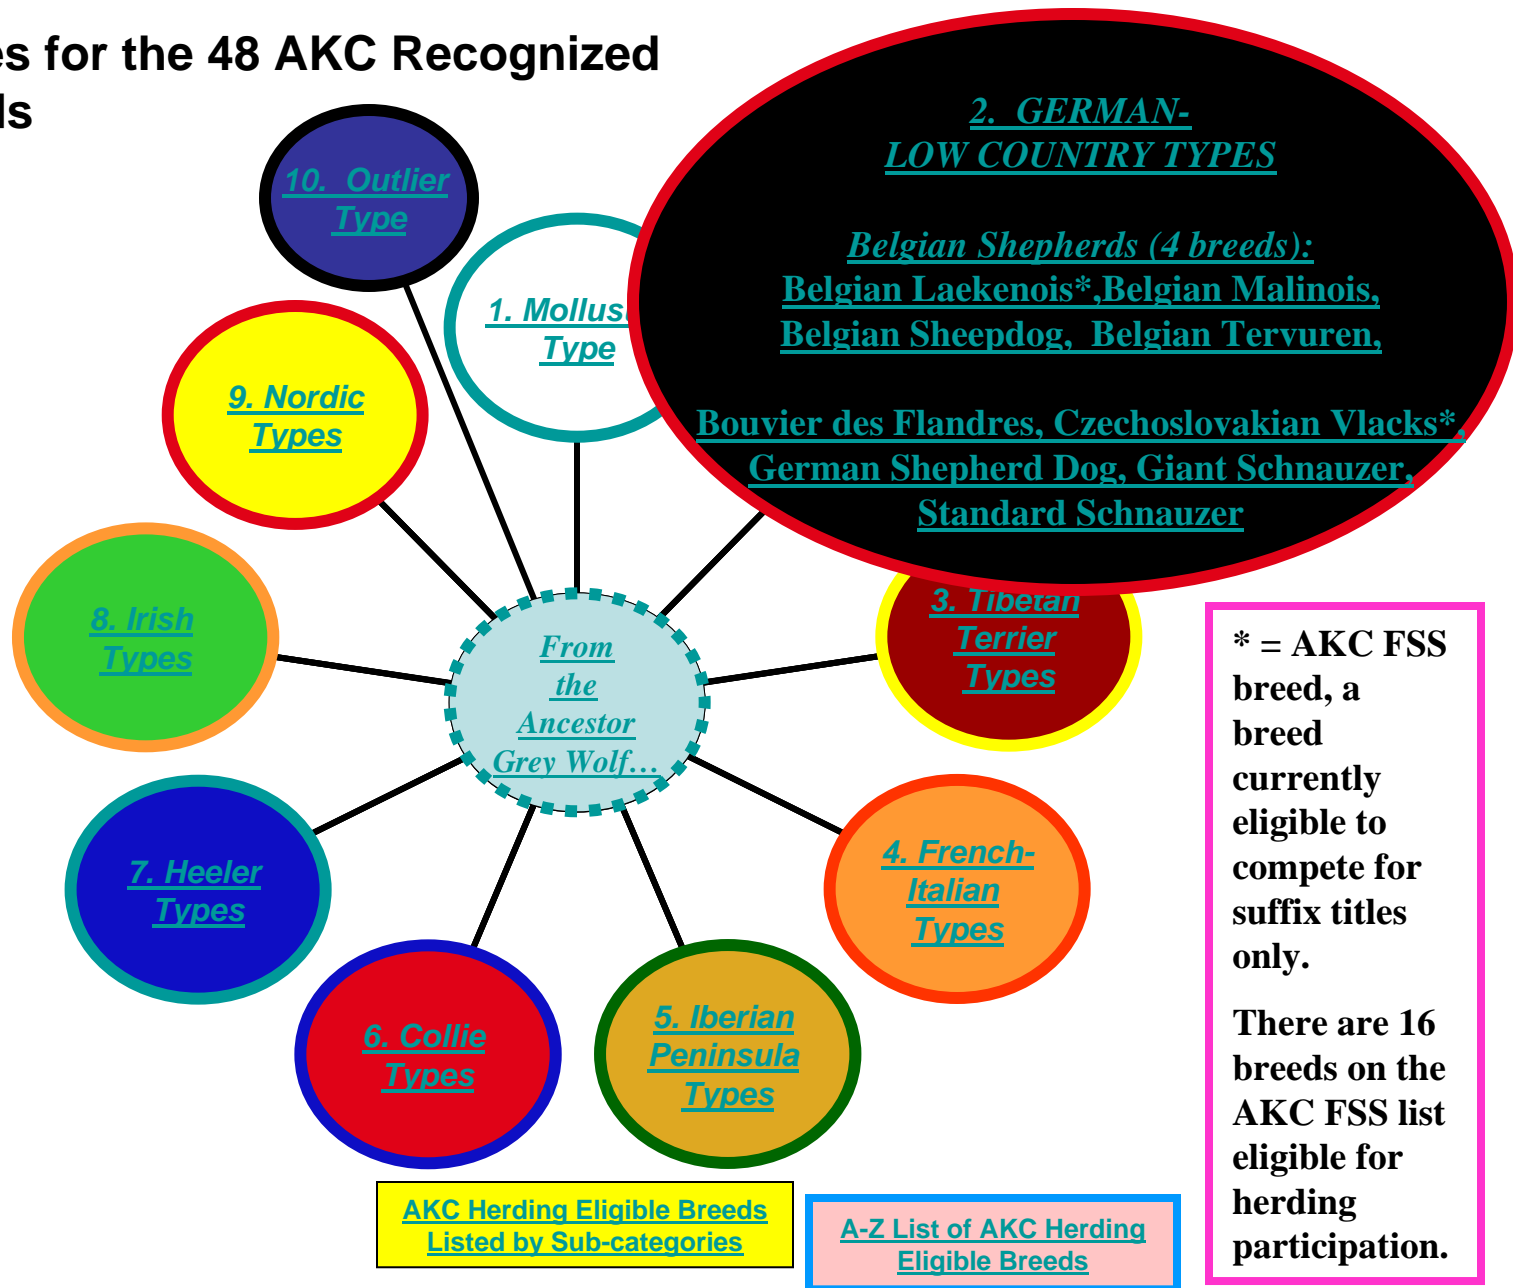 es for the 48 AKC Recognized
ds
10. Outlier
Type
1. Molluss
Type
2. GERMAN-
LOW COUNTRY TYPES
Belgian Shepherds (4 breeds):
Belgian Laekenois*,Belgian Malinois,
Belgian Sheepdog, Belgian Tervuren,
Bouvier des Flandres, Czechoslovakian Vlacks*,
German Shepherd Dog, Giant Schnauzer,
Standard Schnauzer
9. Nordic
Types
8. Irish
Types
From
the
Ancestor
Grey Wolf…
3. Tibetan
Terrier
Types
7. Heeler
Types
4. French-
Italian
Types
6. Collie
Types
5. Iberian
Peninsula
Types
* = AKC FSS
breed, a
breed
currently
eligible to
compete for
suffix titles
only.
There are 16
breeds on the
AKC FSS list
eligible for
herding
participation.
AKC Herding Eligible Breeds
Listed by Sub-categories
A-Z List of AKC Herding
Eligible Breeds